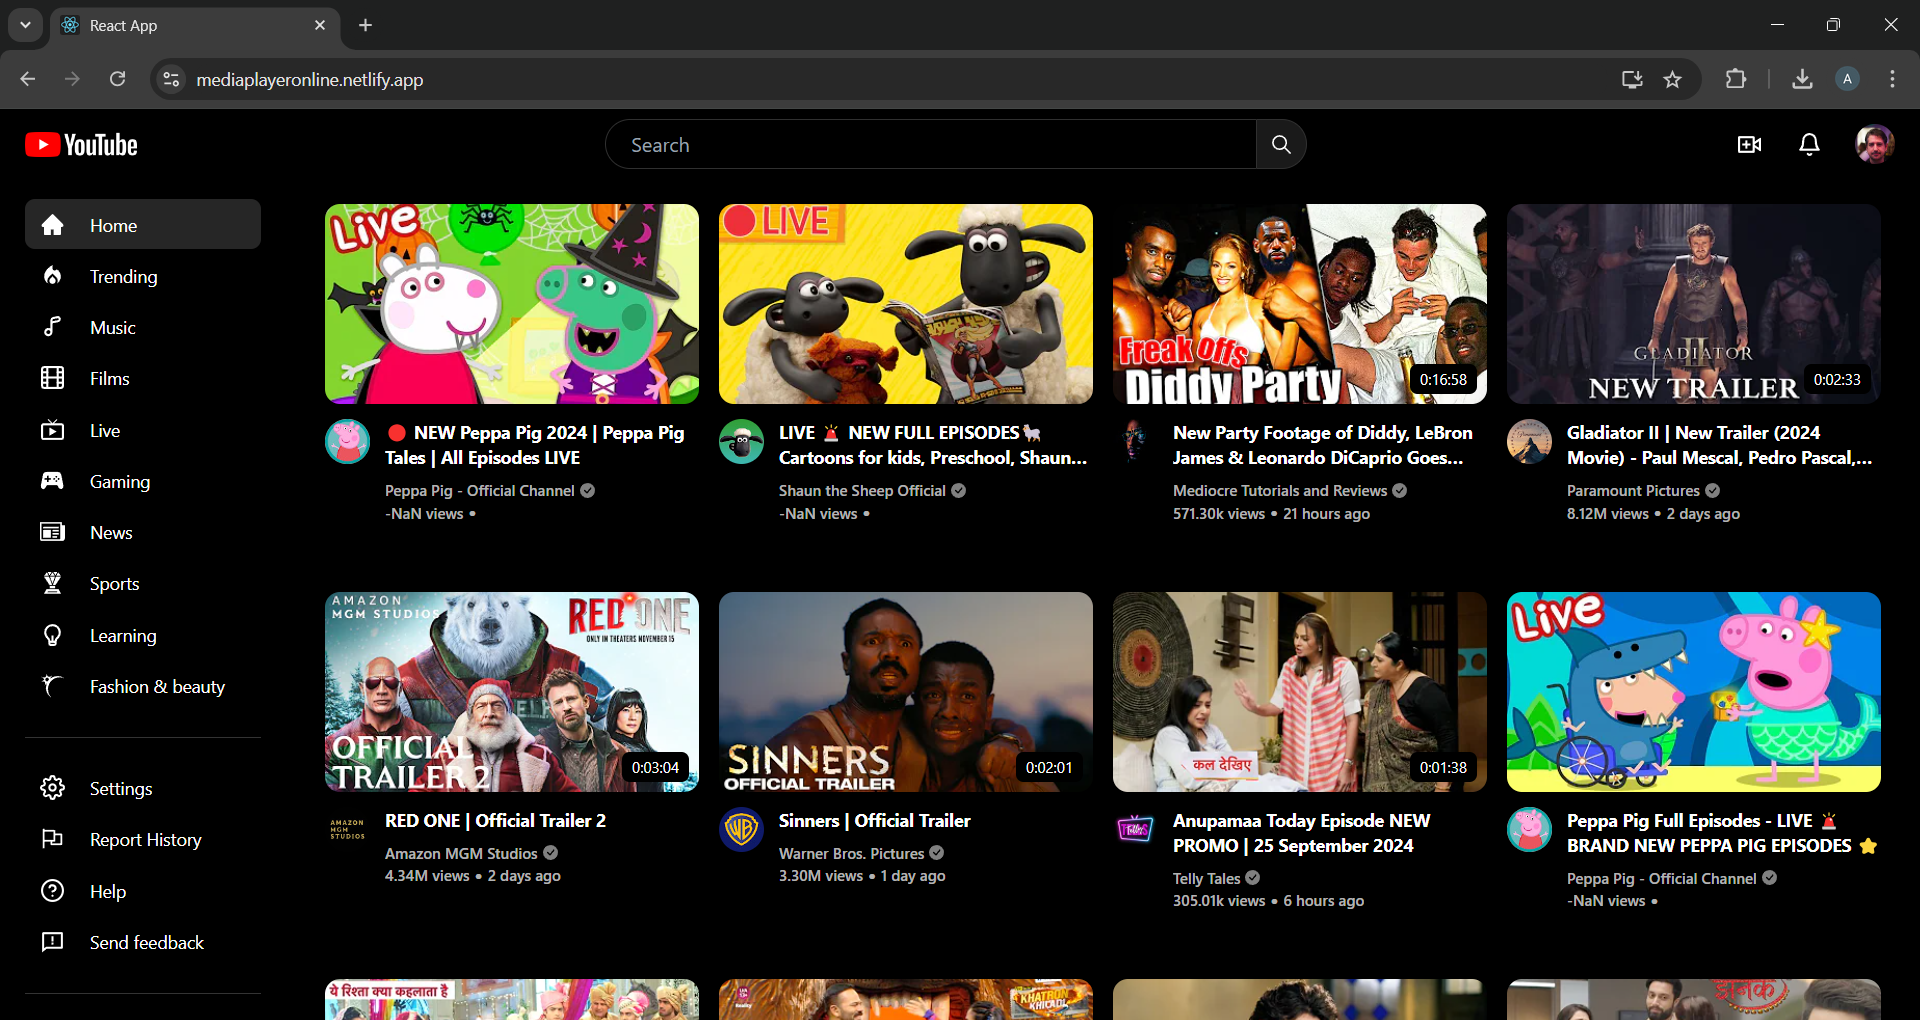 React App
mediaplayeronline.netlify.app
A
YouTube
Search
Home
Trending
Music
Films
Live
Gaming
News
Sports
Learning
Fashion & beauty
Settings
Report History
Help
Send feedback
Live
🔴 NEW Peppa Pig 2024 | Peppa Pig
Tales | All Episodes LIVE
Peppa Pig - Official Channel
-NaN views •
LIVE
LIVE 🚨 NEW FULL EPISODES🐑
Cartoons for kids, Preschool, Shaun...
Shaun the Sheep Official
-NaN views •
Freak Offs
Diddy Party
0:16:58
New Party Footage of Diddy, LeBron
James & Leonardo DiCaprio Goes...
Mediocre Tutorials and Reviews
571.30k views • 21 hours ago
GLADIATOR
II
NEW TRAILER
0:02:33
Gladiator II | New Trailer (2024
Movie) - Paul Mescal, Pedro Pascal,...
Paramount Pictures
8.12M views • 2 days ago
AMAZON
MGM STUDIOS
RED ONE
ONLY IN THEATERS NOVEMBER 15
OFFICIAL
TRAILER 2
0:03:04
AMAZON
MGM
STUDIOS
RED ONE | Official Trailer 2
Amazon MGM Studios
4.34M views • 2 days ago
SINNERS
OFFICIAL TRAILER
0:02:01
WB
Sinners | Official Trailer
Warner Bros. Pictures
3.30M views • 1 day ago
कल देखिए
0:01:38
Anupamaa Today Episode NEW
PROMO | 25 September 2024
Telly Tales
305.01k views • 6 hours ago
Live
Peppa Pig Full Episodes - LIVE 🚨
BRAND NEW PEPPA PIG EPISODES ⭐
Peppa Pig - Official Channel
-NaN views •
ये रिश्ता क्या कहलाता है
KHATRON
KHILADI
झनक